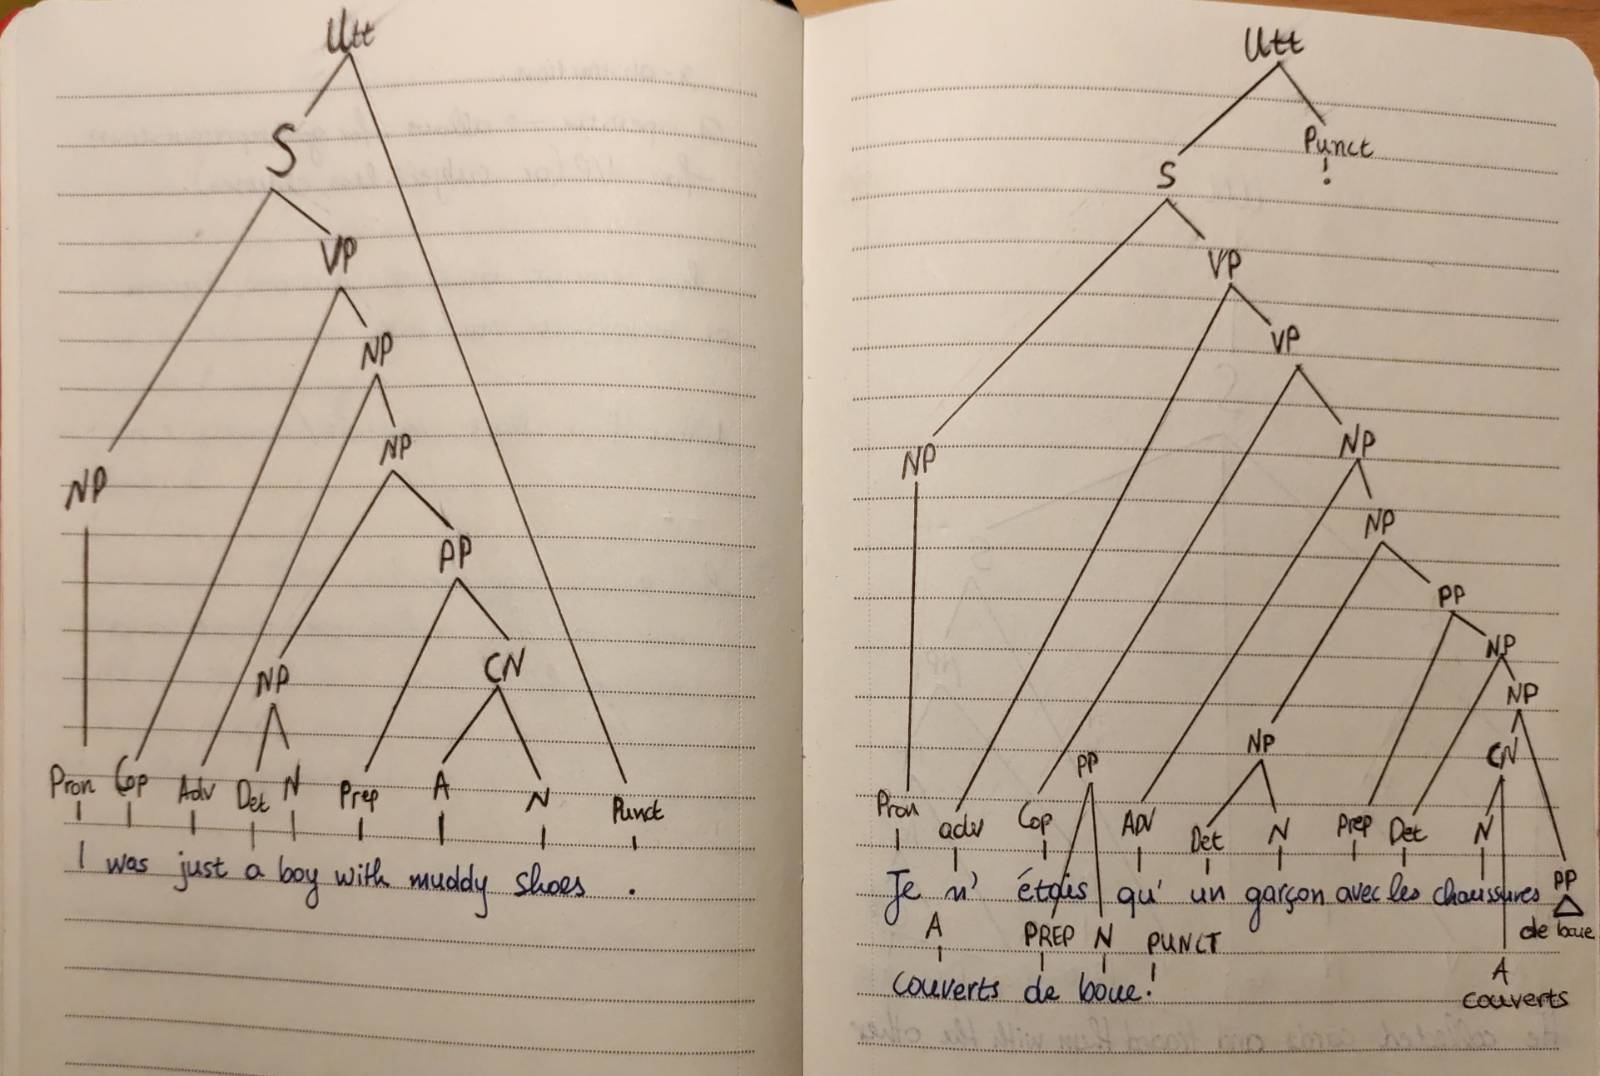 Utt
S
VP
NP
NP
NP
PP
NP
CN
Pron Cop Adv Det N Prep A N Punct
I was just a boy with muddy shoes .
Utt
Punct
!
S
VP
VP
NP
NP
NP
PP
NP
NP
PP NP CN
Pron adv Cop ADV Det N Prep Det N
Je n' étais qu' un garçon avec les chaussures PP
de boue
A PREP N PUNCT
couverts de boue!
A
couverts